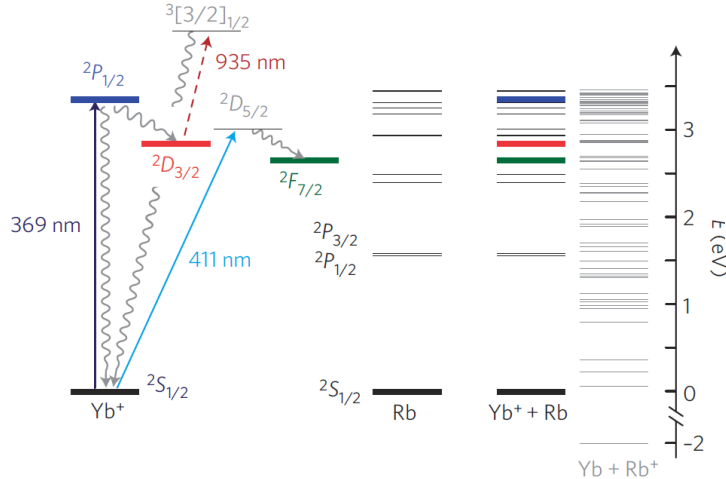 ³[3/2]₁/₂
²P₁/₂
935 nm
²D₅/₂
²D₃/₂
²F₇/₂
369 nm
411 nm
²S₁/₂
Yb⁺
²P₃/₂
²P₁/₂
²S₁/₂
Rb
Yb⁺ + Rb
Yb + Rb⁺
3
2
1
0
-2
E (eV)